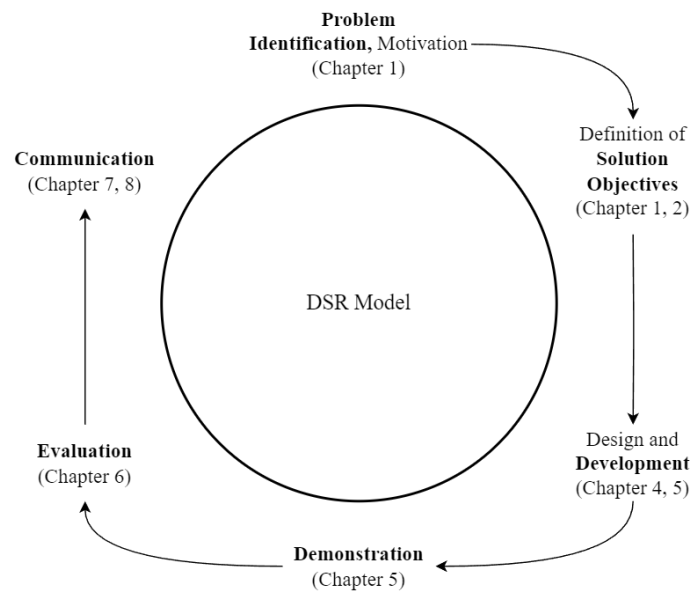 Problem
Identification, Motivation
(Chapter 1)
Definition of
Solution
Objectives
(Chapter 1, 2)
Communication
(Chapter 7, 8)
DSR Model
Design and
Development
(Chapter 4, 5)
Evaluation
(Chapter 6)
Demonstration
(Chapter 5)